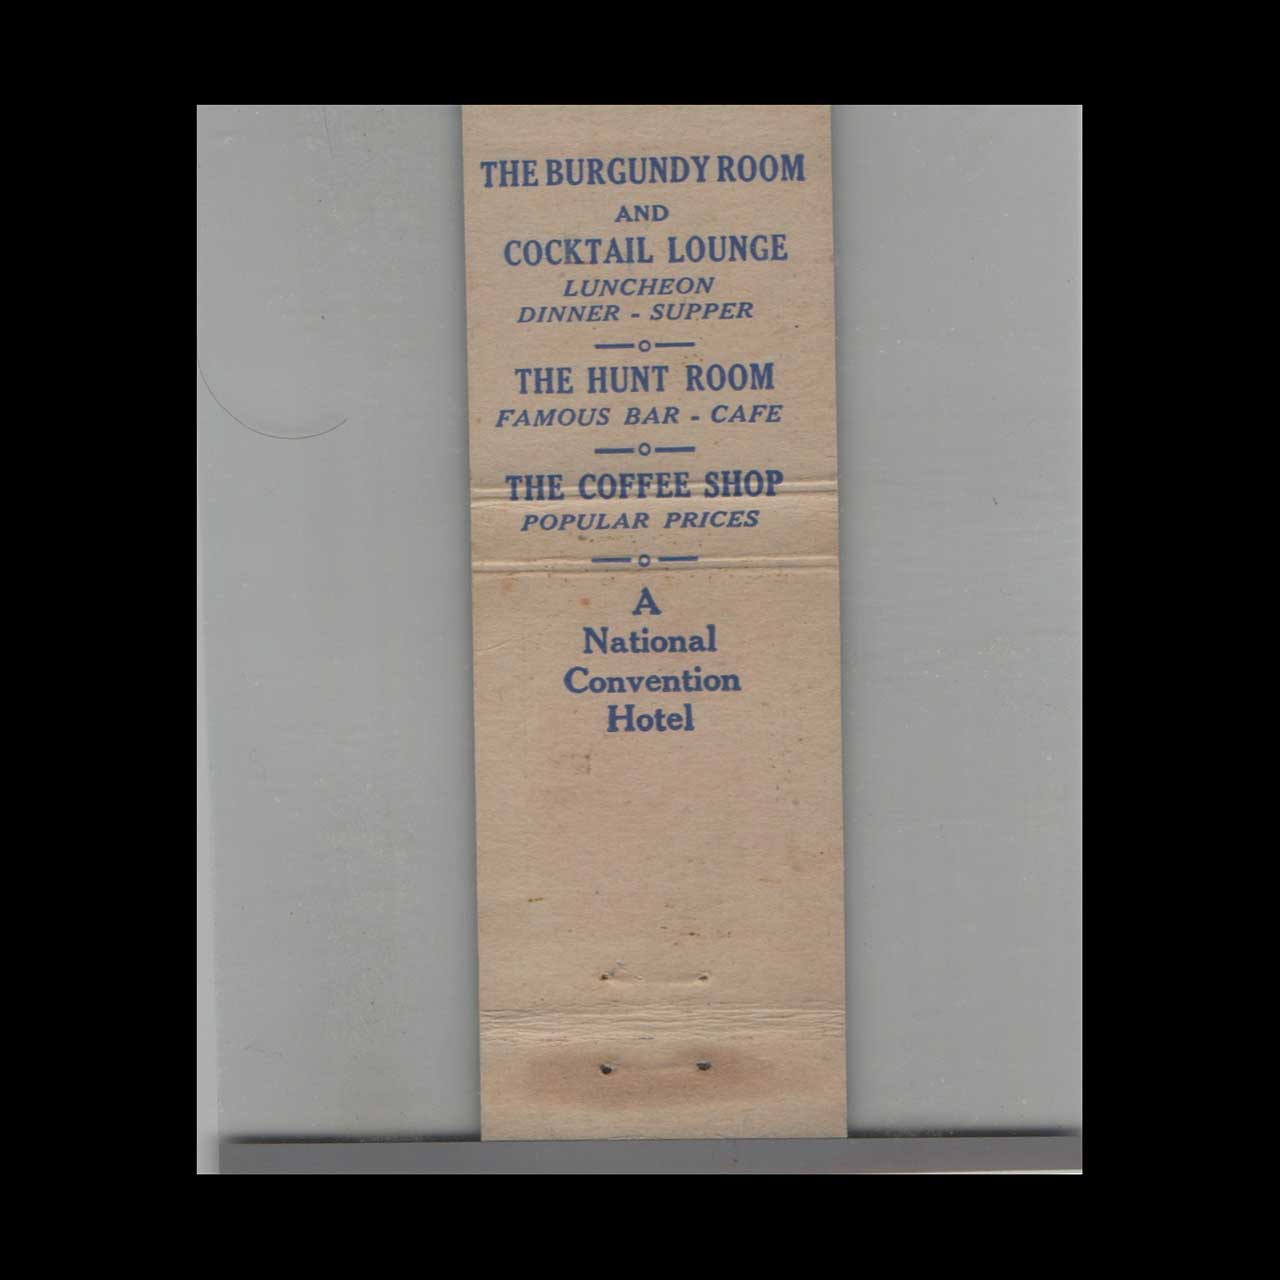 THE BURGUNDY ROOM
AND
COCKTAIL LOUNGE
LUNCHEON
DINNER - SUPPER
THE HUNT ROOM
FAMOUS BAR - CAFE
THE COFFEE SHOP
POPULAR PRICES
A
National
Convention
Hotel